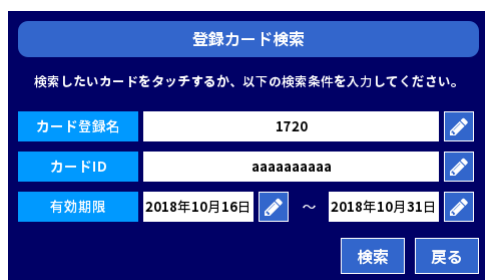 登録カード検索
検索したいカードをタッチするか、以下の検索条件を入力してください。
カード登録名 1720
カードID aaaaaaaaaa
有効期限 2018年10月16日 ～ 2018年10月31日
検索 戻る